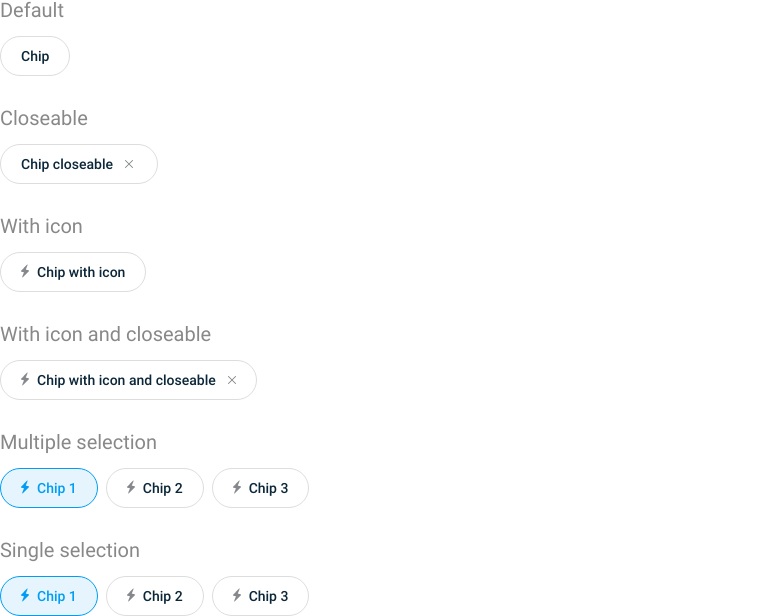 Default
Chip
Closeable
Chip closeable
With icon
Chip with icon
With icon and closeable
Chip with icon and closeable
Multiple selection
Chip 1 Chip 2 Chip 3
Single selection
Chip 1 Chip 2 Chip 3